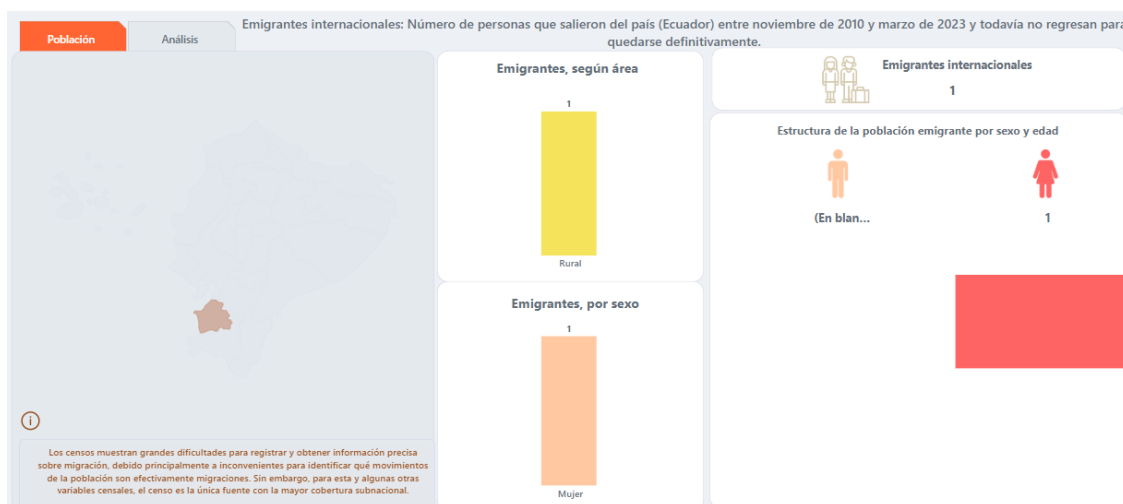 Población
Análisis
Emigrantes internacionales: Número de personas que salieron del país (Ecuador) entre noviembre de 2010 y marzo de 2023 y todavía no regresan para
quedarse definitivamente.
Emigrantes, según área
1
Rural
Emigrantes, por sexo
1
Mujer
Emigrantes internacionales
1
Estructura de la población emigrante por sexo y edad
(En blan...
1
Los censos muestran grandes dificultades para registrar y obtener información precisa
sobre migración, debido principalmente a inconvenientes para identificar qué movimientos
de la población son efectivamente migraciones. Sin embargo, para esta y algunas otras
variables censales, el censo es la única fuente con la mayor cobertura subnacional.